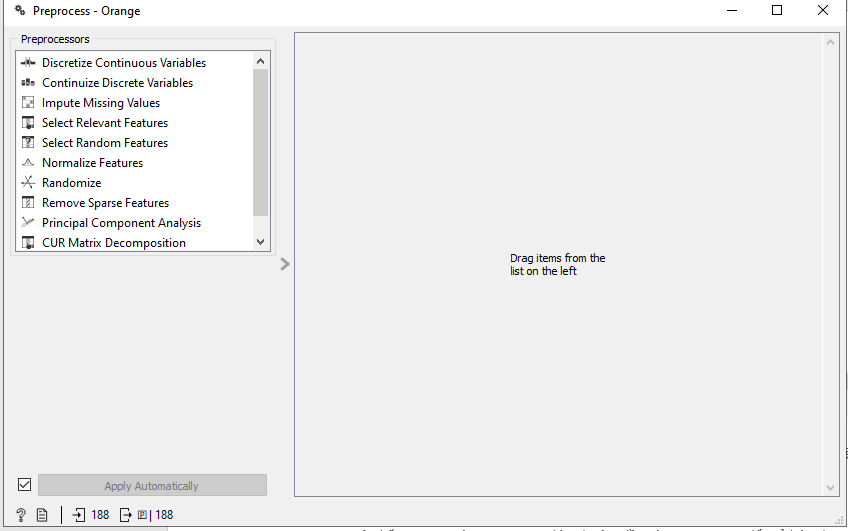 Preprocess - Orange
Preprocessors
Discretize Continuous Variables
Continuize Discrete Variables
Impute Missing Values
Select Relevant Features
Select Random Features
Normalize Features
Randomize
Remove Sparse Features
Principal Component Analysis
CUR Matrix Decomposition
Drag items from the
list on the left
Apply Automatically
? 188 P | 188